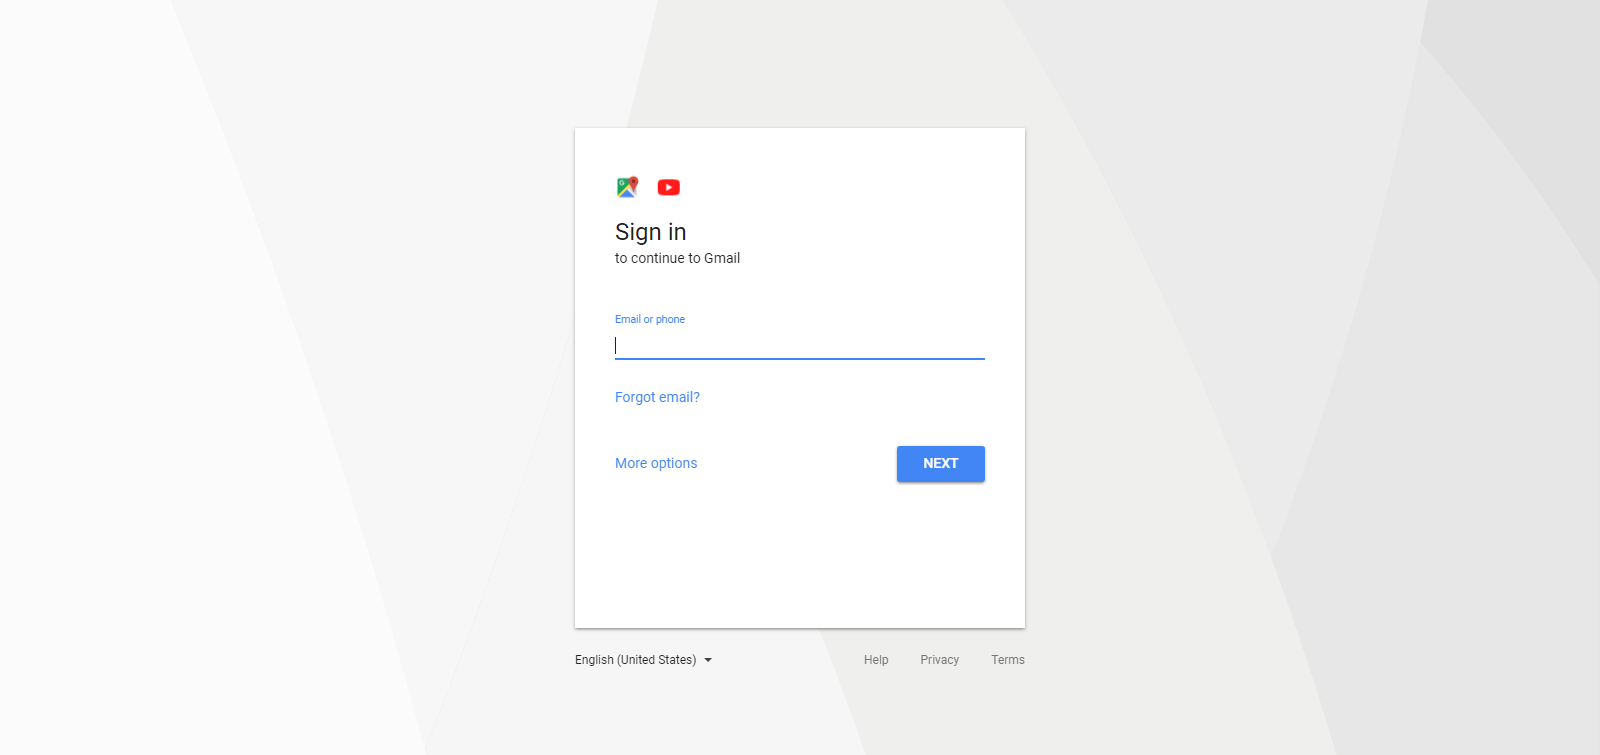 Sign in
to continue to Gmail
Email or phone
Forgot email?
More options
NEXT
English (United States)
Help
Privacy
Terms